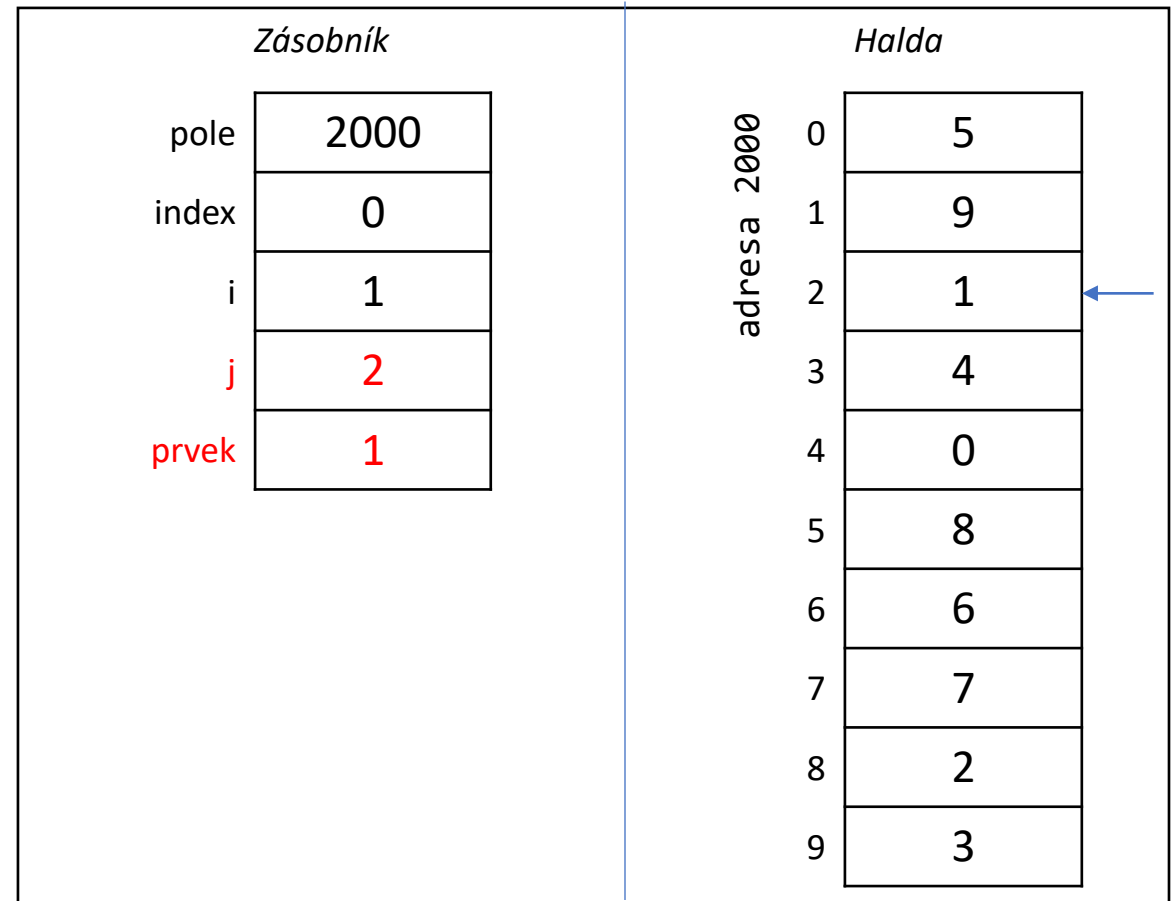 Zásobník
pole 2000
index 0
i 1
j 2
prvek 1
Halda
adresa 2000
0 5
1 9
2 1
3 4
4 0
5 8
6 6
7 7
8 2
9 3